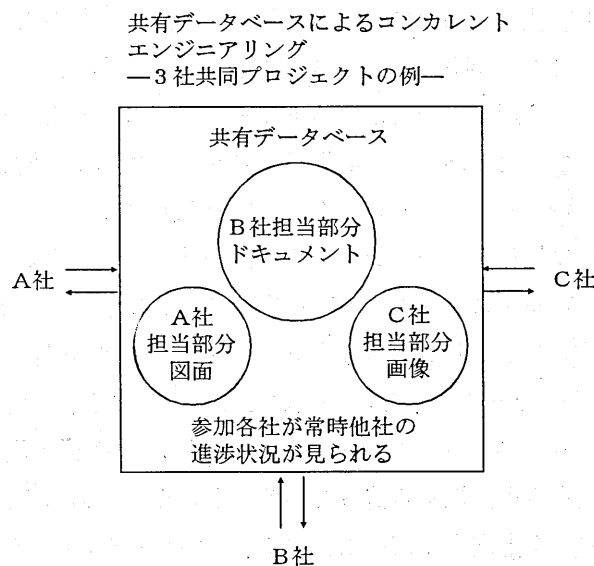 共有データベースによるコンカレント
エンジニアリング
―3社共同プロジェクトの例―
共有データベース
B社担当部分
ドキュメント
A社
C社
A社
担当部分
図面
C社
担当部分
画像
参加各社が常時他社の
進捗状況が見られる
B社